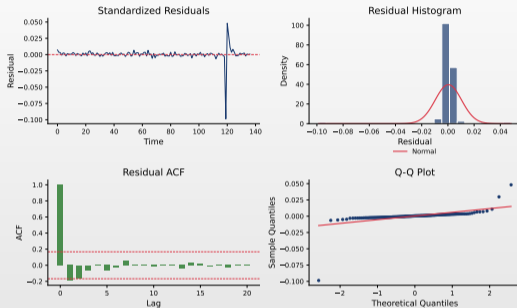 Standardized Residuals
0.050
0.025
0.000
−0.025
−0.050
−0.075
−0.100
Residual
0 20 40 60 80 100 120 140
Time
Residual Histogram
100
80
60
40
20
0
Density
−0.10 −0.08 −0.06 −0.04 −0.02 0.00 0.02 0.04
Residual
Normal
Residual ACF
1.0
0.8
0.6
0.4
0.2
0.0
−0.2
ACF
0 5 10 15 20
Lag
Q-Q Plot
0.050
0.025
0.000
−0.025
−0.050
−0.075
−0.100
Sample Quantiles
−2 −1 0 1 2
Theoretical Quantiles